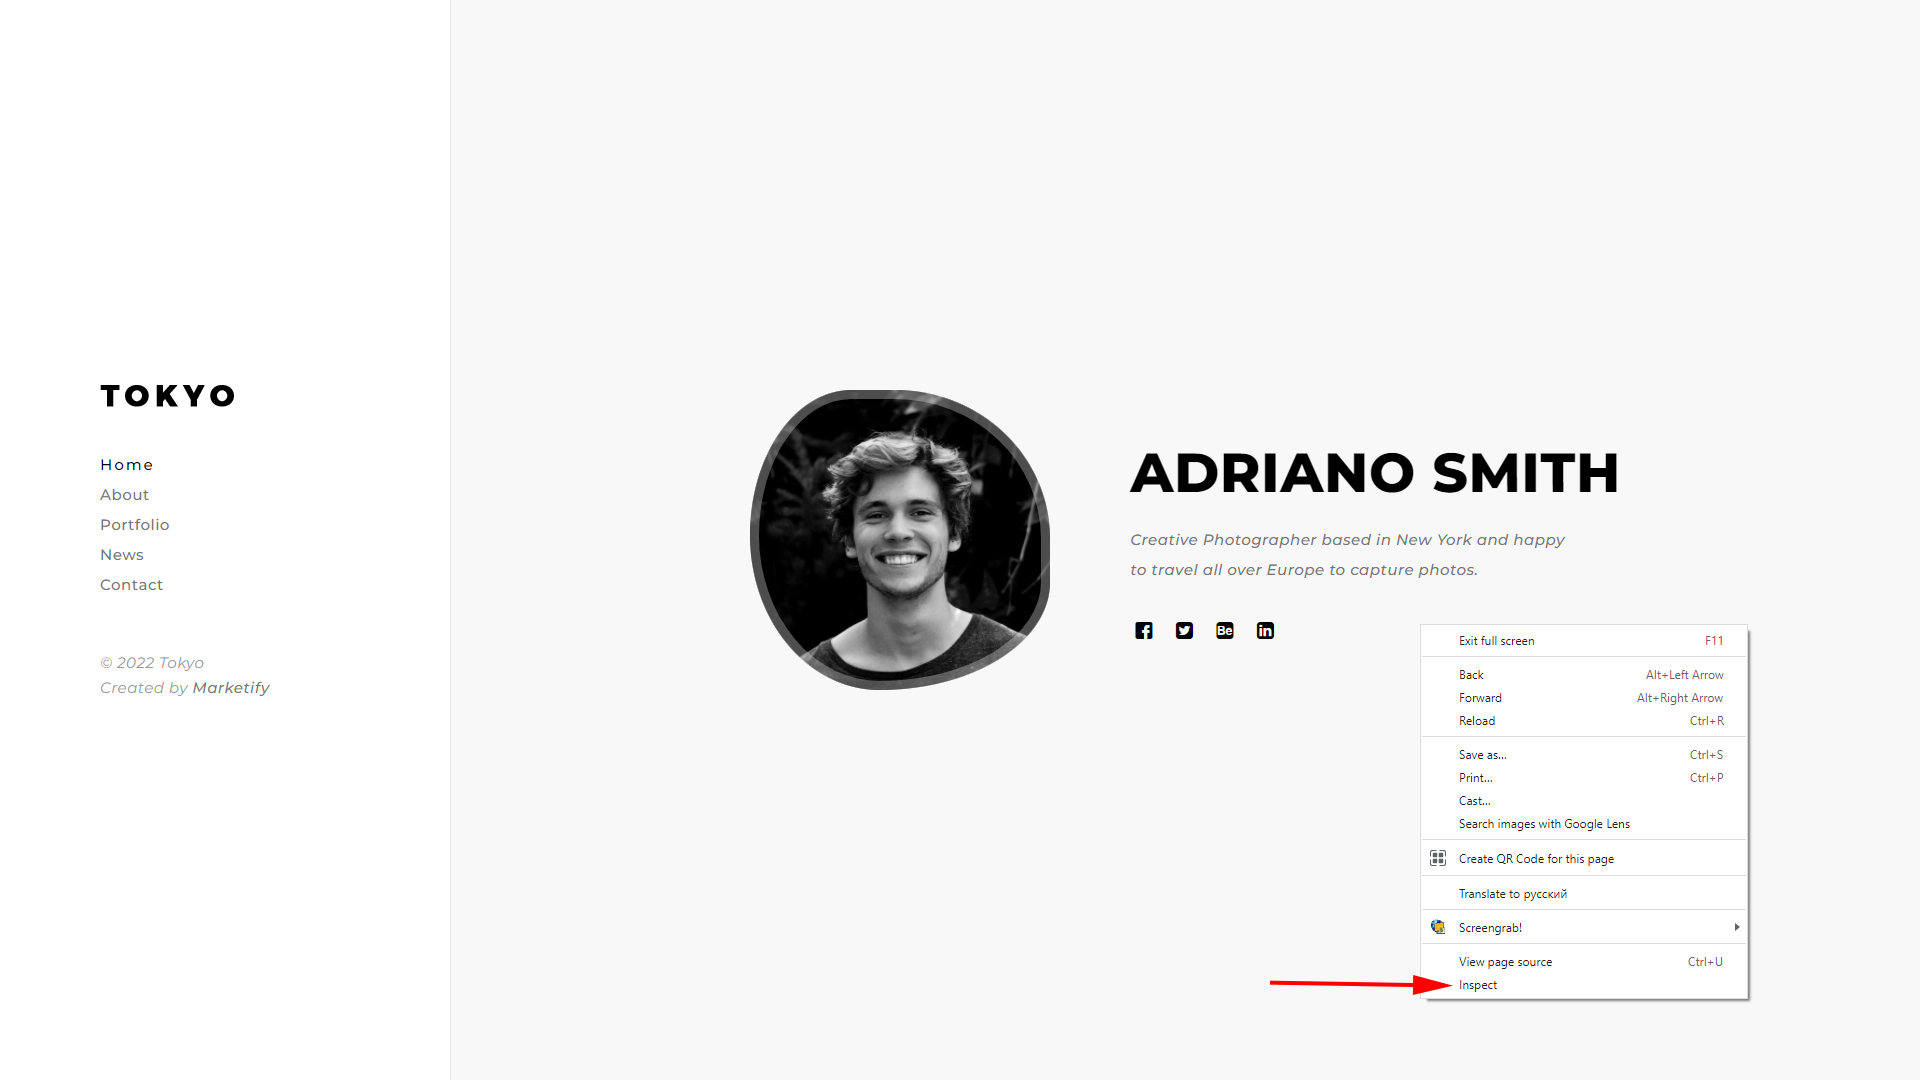 TOKYO
Home
About
Portfolio
News
Contact
© 2022 Tokyo
Created by Marketify
ADRIANO SMITH
Creative Photographer based in New York and happy
to travel all over Europe to capture photos.
Be in
Exit full screen F11
Back Alt+Left Arrow
Forward Alt+Right Arrow
Reload Ctrl+R
Save as... Ctrl+S
Print... Ctrl+P
Cast...
Search images with Google Lens
Create QR Code for this page
Translate to русский
Screengrab!
View page source Ctrl+U
Inspect